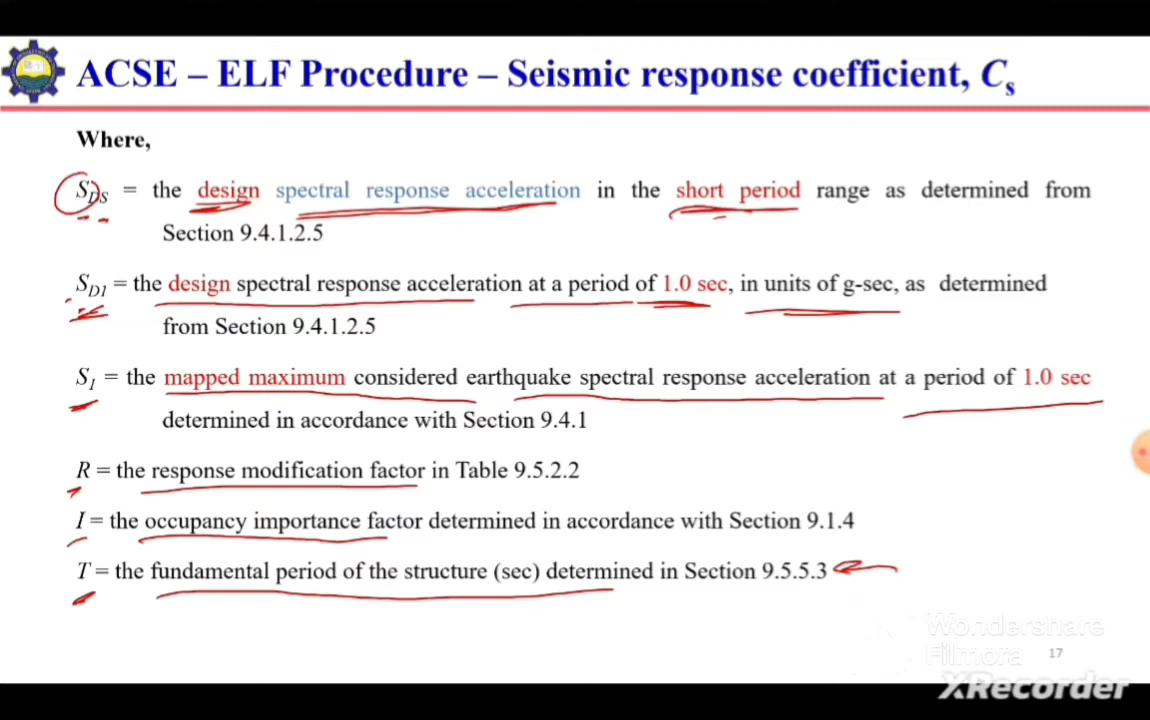 ACSE – ELF Procedure – Seismic response coefficient, Cs
Where,
SDS = the design spectral response acceleration in the short period range as determined from
Section 9.4.1.2.5
SD1 = the design spectral response acceleration at a period of 1.0 sec, in units of g-sec, as determined
from Section 9.4.1.2.5
S1 = the mapped maximum considered earthquake spectral response acceleration at a period of 1.0 sec
determined in accordance with Section 9.4.1
R = the response modification factor in Table 9.5.2.2
I = the occupancy importance factor determined in accordance with Section 9.1.4
T = the fundamental period of the structure (sec) determined in Section 9.5.5.3
Wondershare
Filmora
17
XRecorder